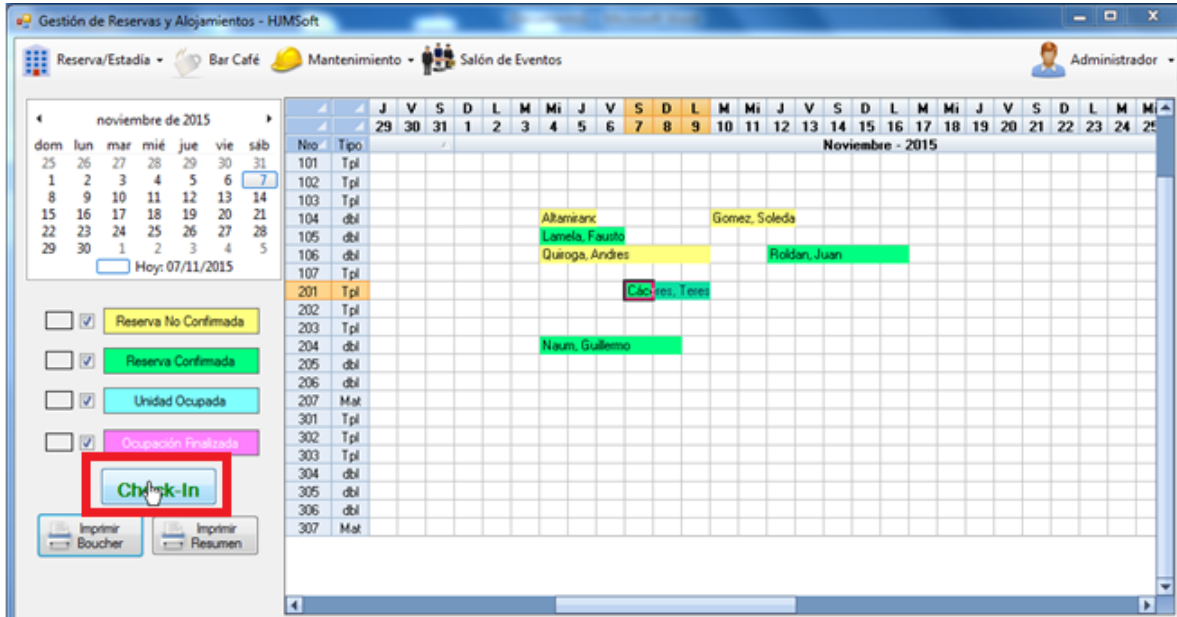 Gestión de Reservas y Alojamientos - HJMSoft
Reserva/Estadía Bar Café Mantenimiento Salón de Eventos Administrador
noviembre de 2015
dom lun mar mié jue vie sáb
25 26 27 28 29 30 31
1 2 3 4 5 6 7
8 9 10 11 12 13 14
15 16 17 18 19 20 21
22 23 24 25 26 27 28
29 30 1 2 3 4 5
Hoy: 07/11/2015
Reserva No Confirmada
Reserva Confirmada
Unidad Ocupada
Ocupación Finalizada
Check-In
Imprimir Boucher
Imprimir Resumen
J V S D L M Mi J V S D L M Mi J V S D L M Mi J V S D L M Mi
29 30 31 1 2 3 4 5 6 7 8 9 10 11 12 13 14 15 16 17 18 19 20 21 22 23 24 25
Nro Tipo Noviembre - 2015
101 Tpl
102 Tpl
103 Tpl
104 dbl Altamiranc Gomez, Soleda
105 dbl Lamela, Fausto
106 dbl Quiroga, Andres Roldan, Juan
107 Tpl
201 Tpl Cáceres, Teres
202 Tpl
203 Tpl
204 dbl Naum, Guillermo
205 dbl
206 dbl
207 Mat
301 Tpl
302 Tpl
303 Tpl
304 dbl
305 dbl
306 dbl
307 Mat